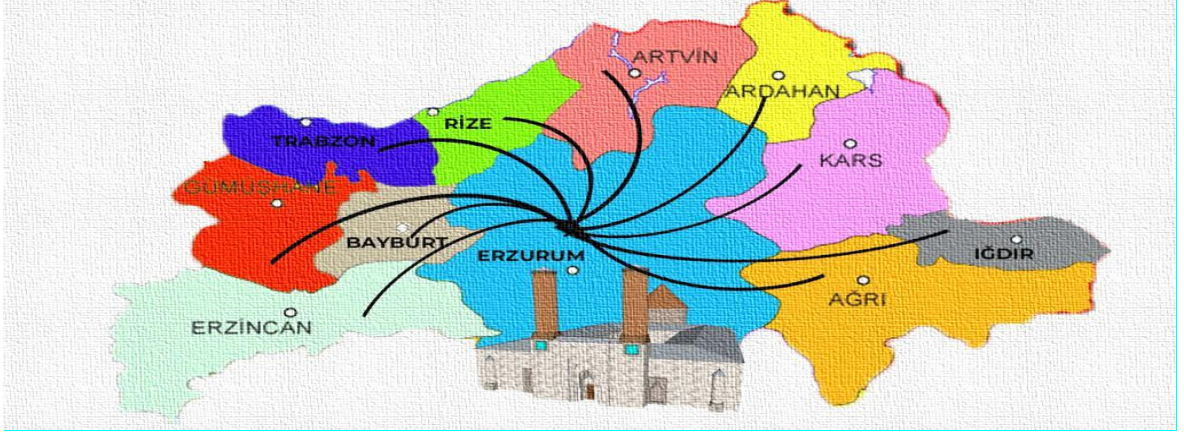 ARTVİN
ARDAHAN
RİZE
TRABZON
KARS
GÜMÜŞHANE
BAYBURT
ERZURUM
IĞDIR
AĞRI
ERZİNCAN